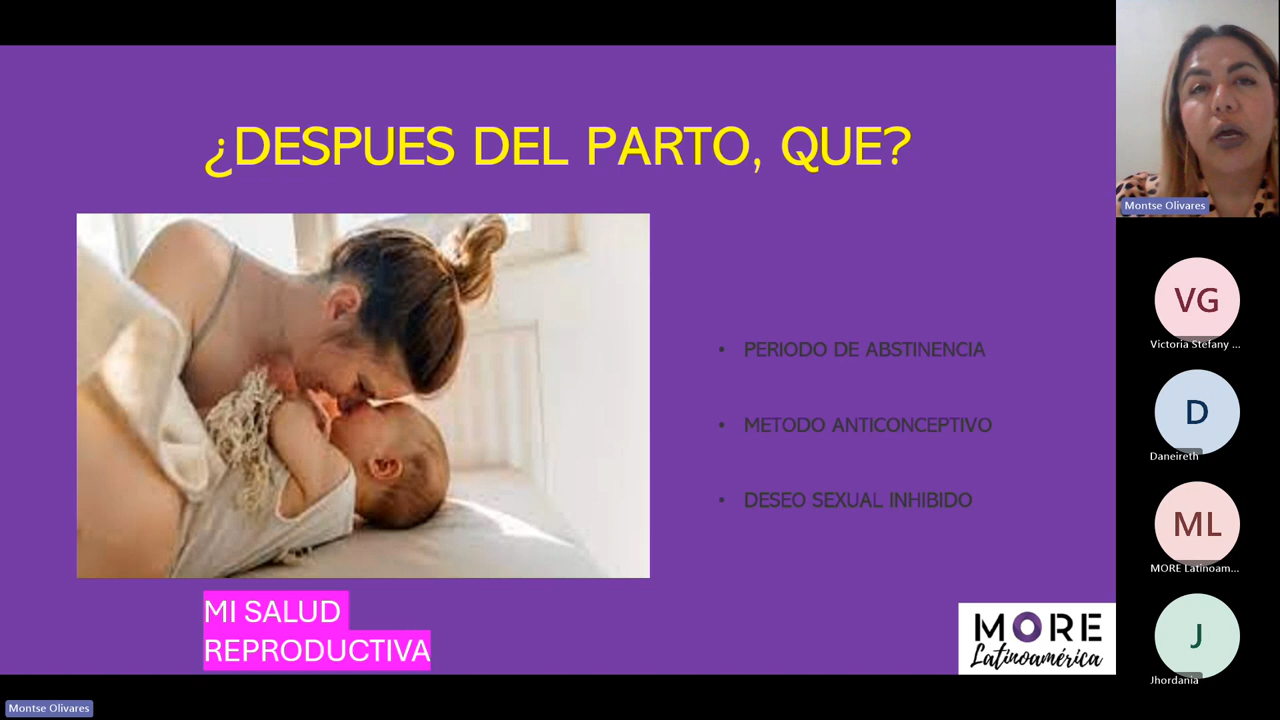 ¿DESPUES DEL PARTO, QUE?
• PERIODO DE ABSTINENCIA
• METODO ANTICONCEPTIVO
• DESEO SEXUAL INHIBIDO
MI SALUD
REPRODUCTIVA
MORE
Latinoamérica
Montse Olivares
Montse Olivares
VG
Victoria Stefany ...
D
Daneireth
ML
MORE Latinoam...
J
Jhordania